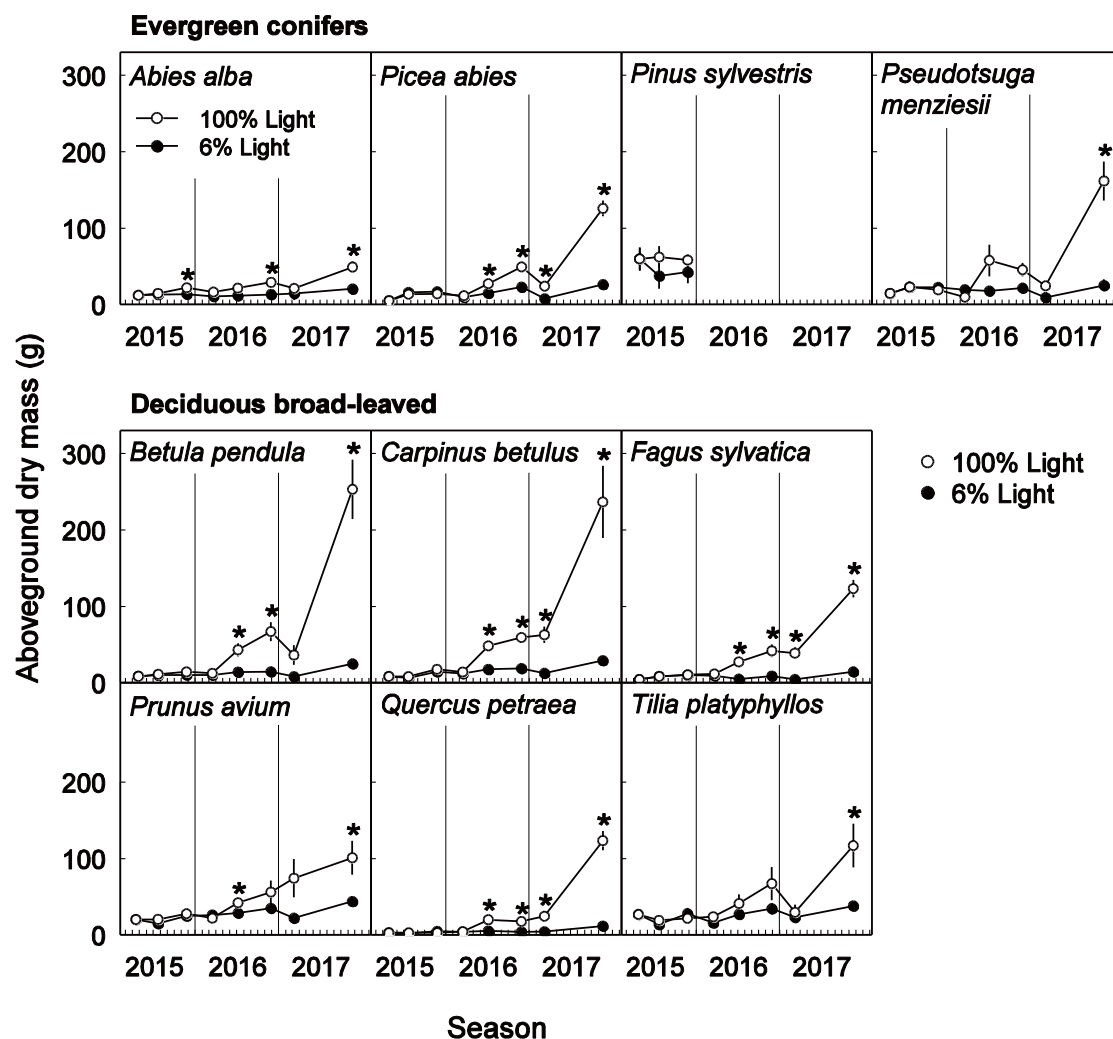 Evergreen conifers
Abies alba
Picea abies
Pinus sylvestris
Pseudotsuga
menziesii
100% Light
6% Light
300
200
100
0
* * *
* * * *
*
2015 2016 2017
2015 2016 2017
2015 2016 2017
2015 2016 2017
Aboveground dry mass (g)
Deciduous broad-leaved
Betula pendula
Carpinus betulus
Fagus sylvatica
100% Light
6% Light
300
200
100
0
* * *
* * * *
* * * *
Prunus avium
Quercus petraea
Tilia platyphyllos
200
100
0
* *
* * * *
*
2015 2016 2017
2015 2016 2017
2015 2016 2017
Season